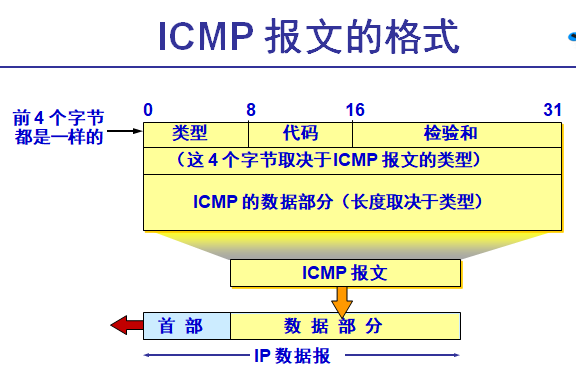 ICMP 报文的格式
前 4 个字节
都是一样的
0 8 16 31
类型 代码 检验和
（这 4 个字节取决于 ICMP 报文的类型）
ICMP 的数据部分（长度取决于类型）
ICMP 报文
首 部 数 据 部 分
IP 数据报